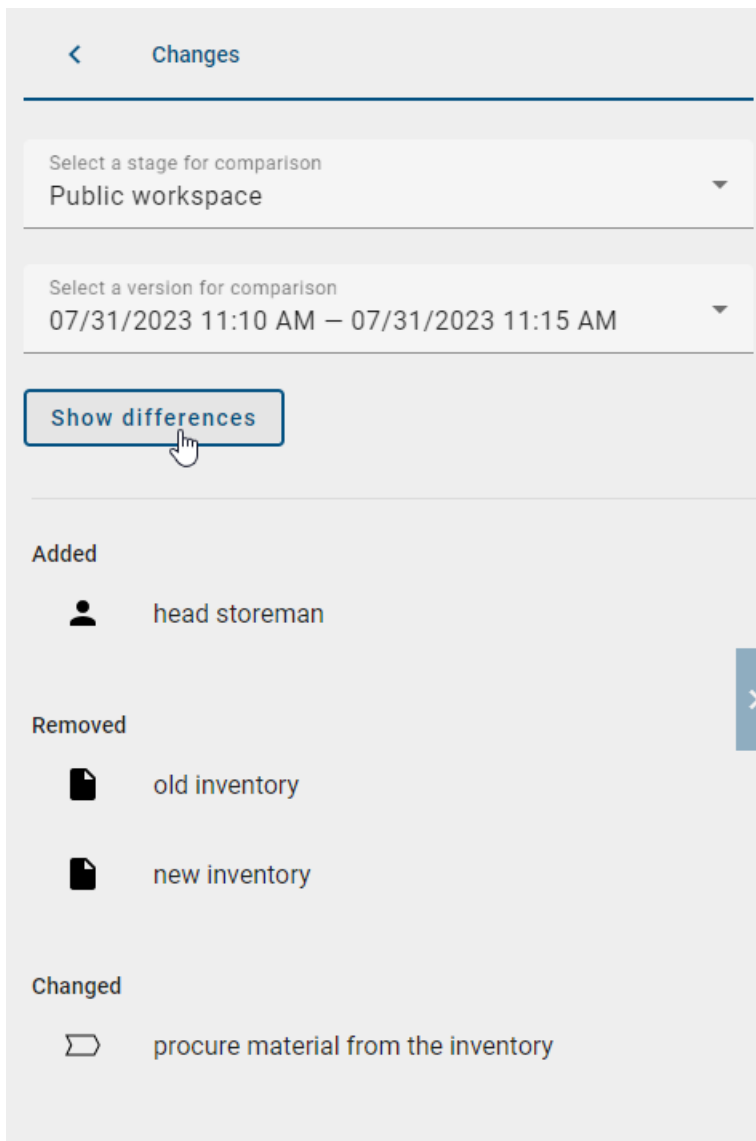 Changes
Select a stage for comparison
Public workspace
Select a version for comparison
07/31/2023 11:10 AM – 07/31/2023 11:15 AM
Show differences
Added
head storeman
Removed
old inventory
new inventory
Changed
procure material from the inventory